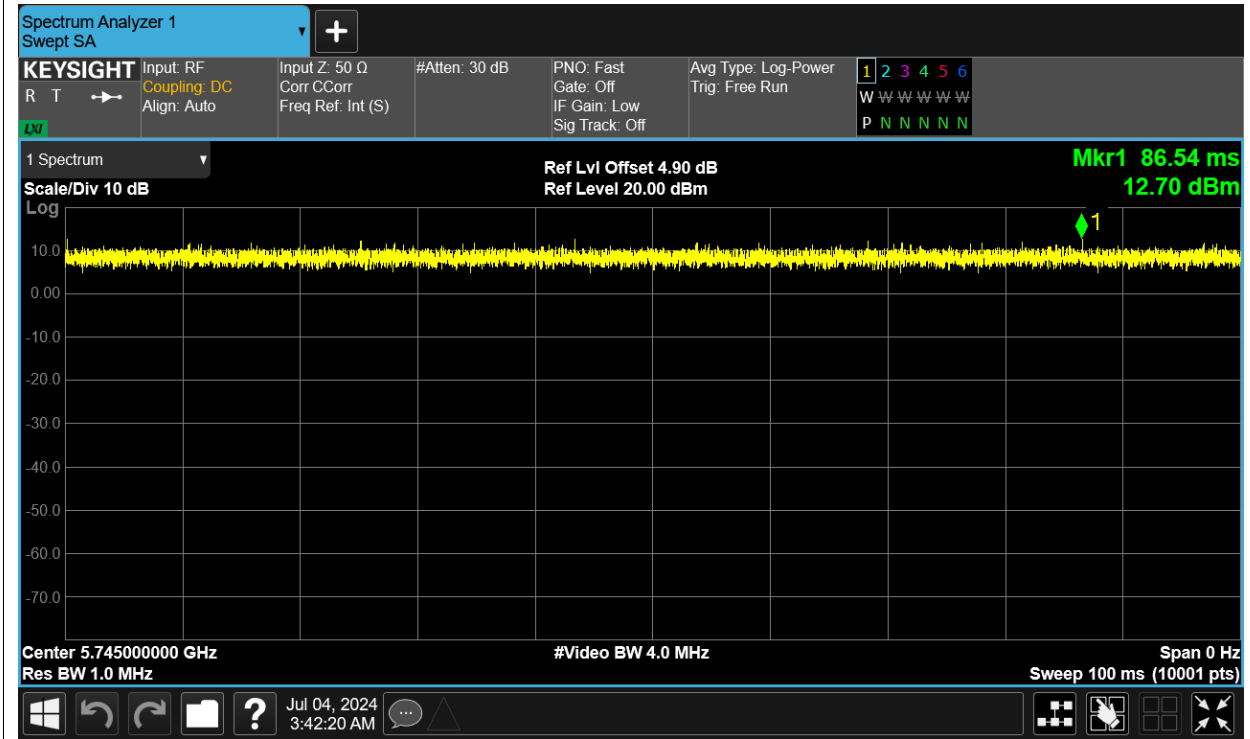 Spectrum Analyzer 1
Swept SA
KEYSIGHT
R T
LXI
Input: RF
Coupling: DC
Align: Auto
Input Z: 50 Ω
Corr CCorr
Freq Ref: Int (S)
#Atten: 30 dB
PNO: Fast
Gate: Off
IF Gain: Low
Sig Track: Off
Avg Type: Log-Power
Trig: Free Run
1 2 3 4 5 6
W W W W W W
P N N N N N
1 Spectrum
Scale/Div 10 dB
Log
Ref Lvl Offset 4.90 dB
Ref Level 20.00 dBm
Mkr1 86.54 ms
12.70 dBm
1
10.0
0.00
-10.0
-20.0
-30.0
-40.0
-50.0
-60.0
-70.0
Center 5.745000000 GHz
Res BW 1.0 MHz
#Video BW 4.0 MHz
Span 0 Hz
Sweep 100 ms (10001 pts)
?
Jul 04, 2024
3:42:20 AM